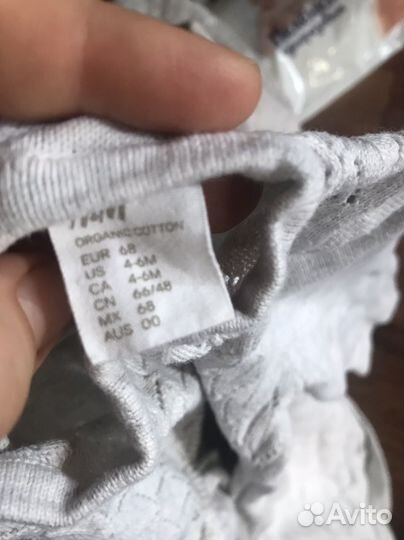 H&M
ORGANIC COTTON
EUR 68
US 4-6M
CA 4-6M
CN 66/48
MX 68
AUS 00
Avito